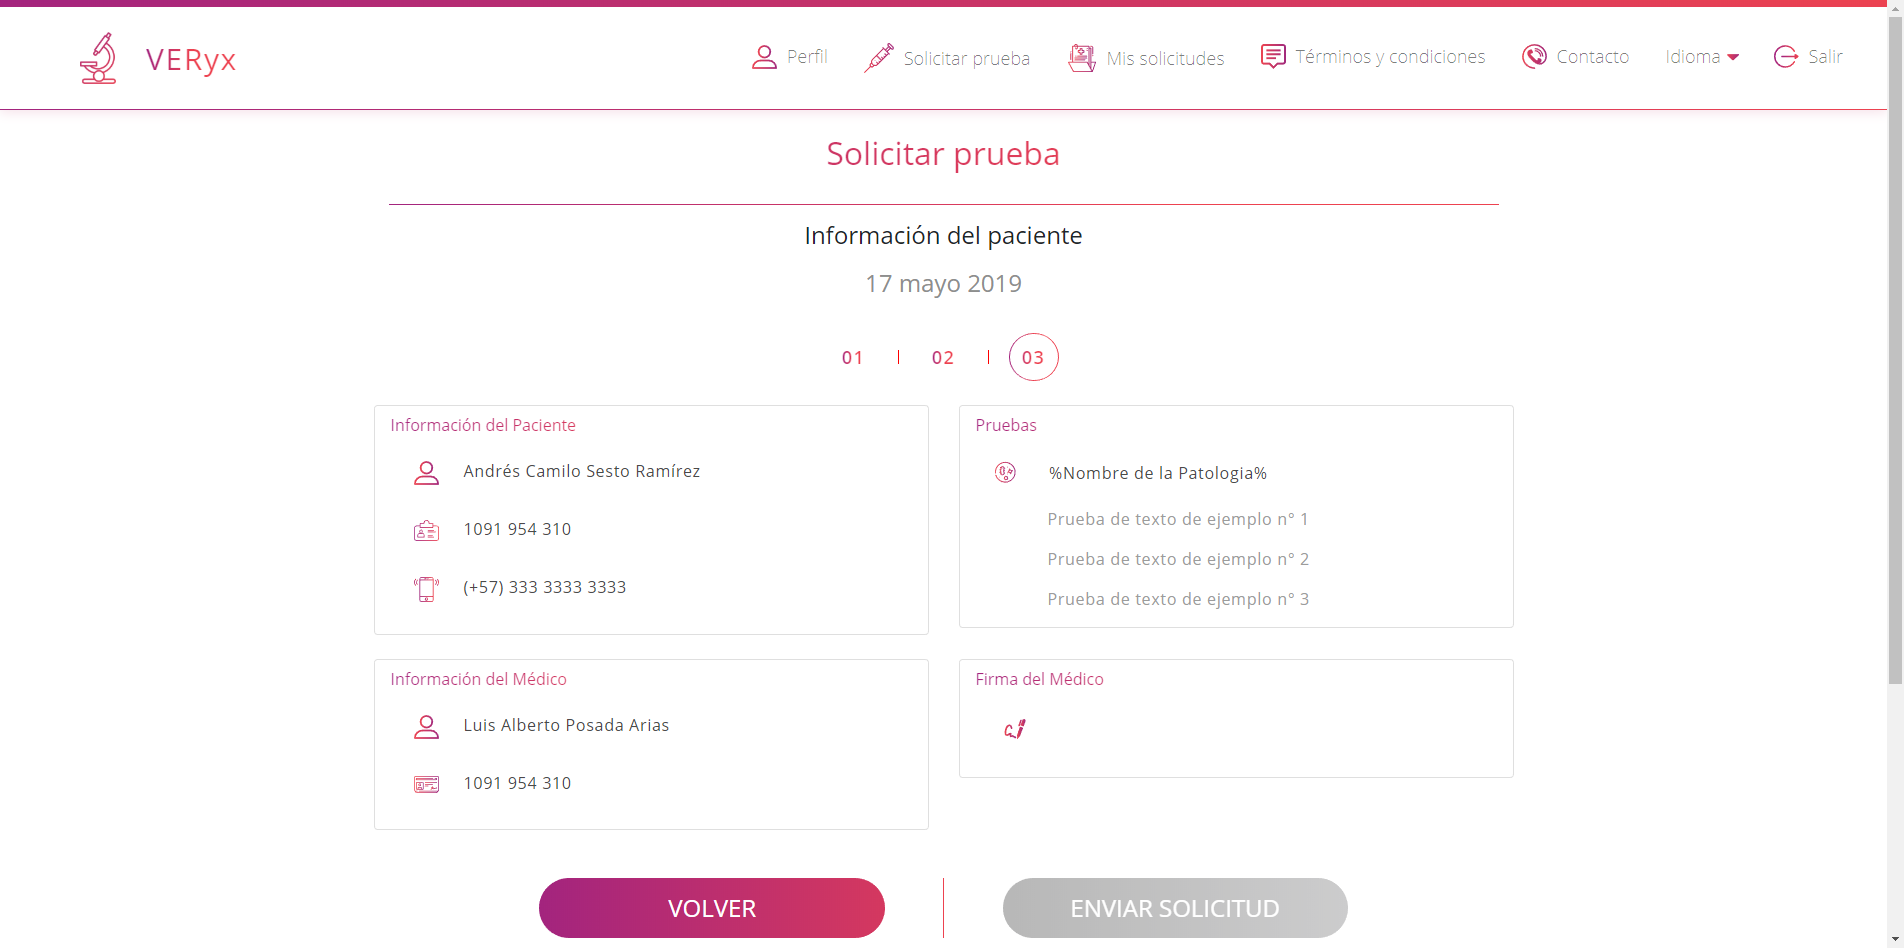 VERyx
Perfil
Solicitar prueba
Mis solicitudes
Términos y condiciones
Contacto
Idioma
Salir
Solicitar prueba
Información del paciente
17 mayo 2019
01
02
03
Información del Paciente
Andrés Camilo Sesto Ramírez
1091 954 310
(+57) 333 3333 3333
Pruebas
%Nombre de la Patologia%
Prueba de texto de ejemplo n° 1
Prueba de texto de ejemplo n° 2
Prueba de texto de ejemplo n° 3
Información del Médico
Luis Alberto Posada Arias
1091 954 310
Firma del Médico
VOLVER
ENVIAR SOLICITUD